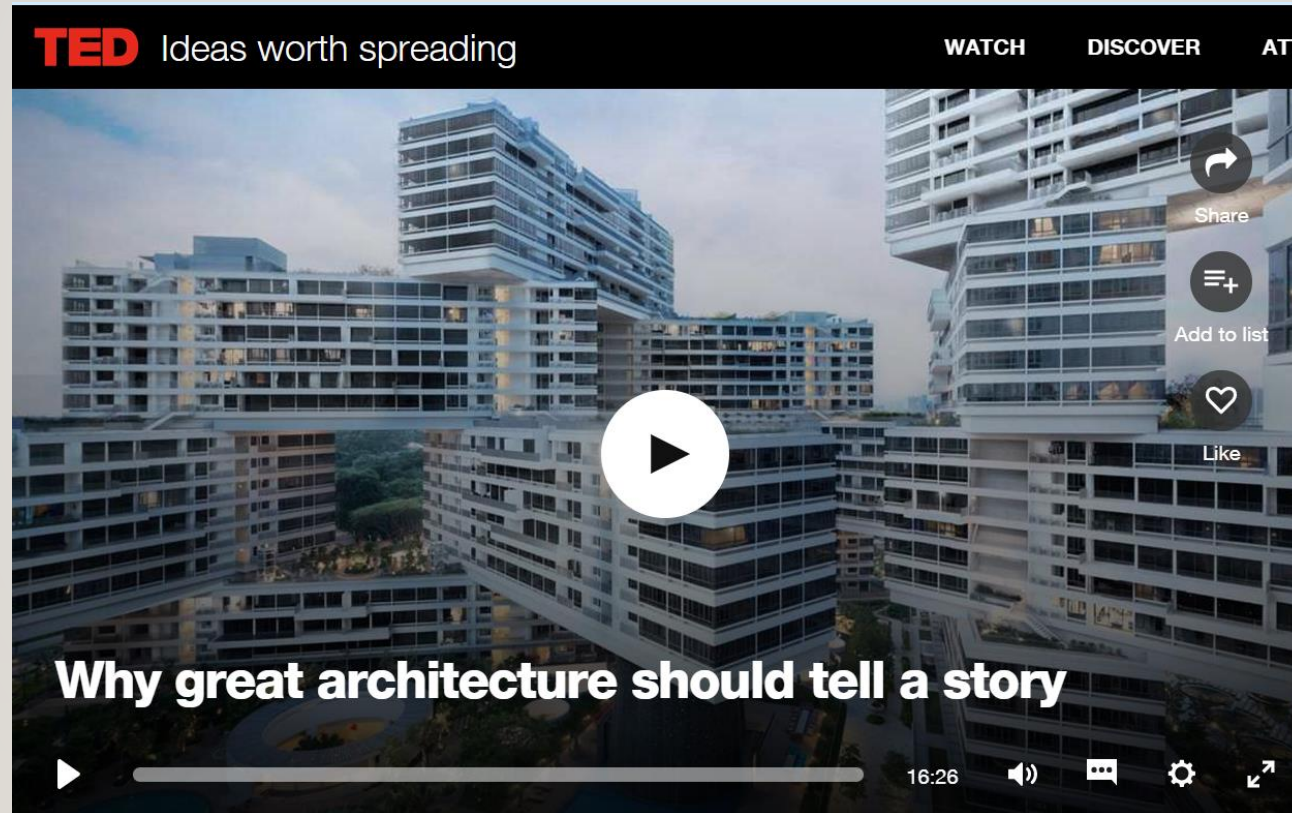 TED Ideas worth spreading
WATCH DISCOVER AT
Share
Add to list
Like
Why great architecture should tell a story
16:26